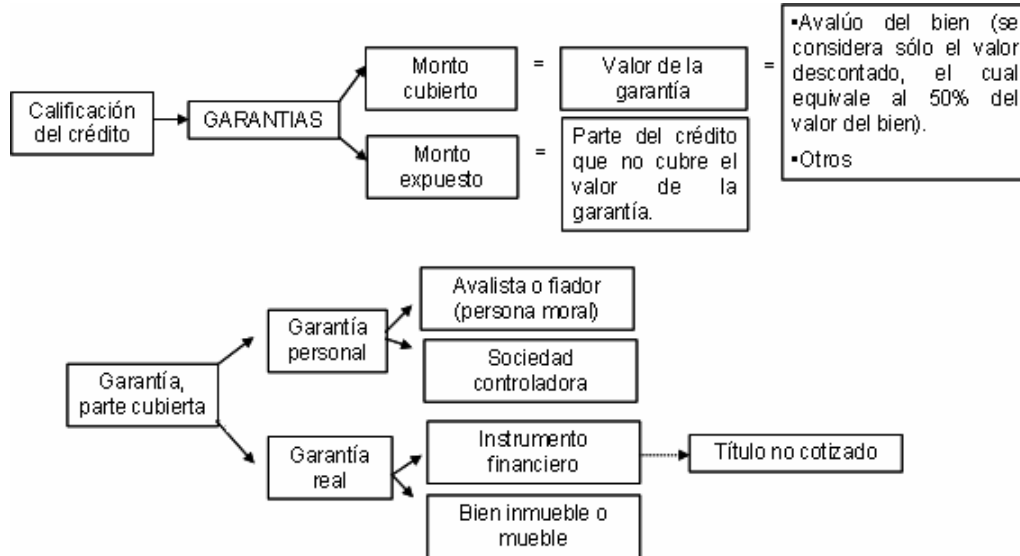 Calificación
del crédito
GARANTIAS
Monto
cubierto
=
Valor de la
garantía
=
▪Avalúo del bien (se
considera sólo el valor
descontado, el cual
equivale al 50% del
valor del bien).
▪Otros
Monto
expuesto
=
Parte del crédito
que no cubre el
valor de la
garantía.
Garantía,
parte cubierta
Garantía
personal
Avalista o fiador
(persona moral)
Sociedad
controladora
Garantía
real
Instrumento
financiero
Título no cotizado
Bien inmueble o
mueble